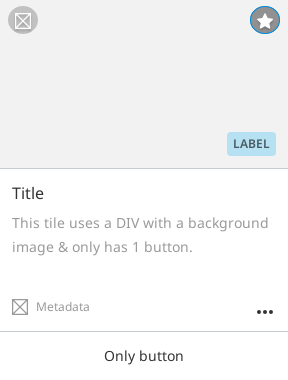 LABEL
Title
This tile uses a DIV with a background
image & only has 1 button.
Metadata
Only button